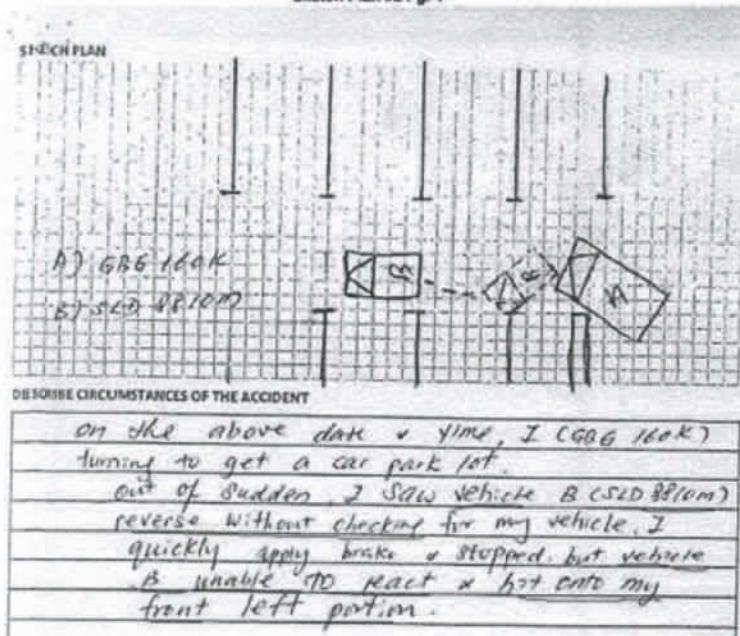 SKETCH PLAN
A) GBG 160K
B) SLD 8810M
B
B
A
DESCRIBE CIRCUMSTANCES OF THE ACCIDENT
on the above date & time, I (GBG 160K)
turning to get a car park lot.
out of sudden, I saw vehicle B (SLD 8810m)
reverse without checking for my vehicle. I
quickly apply brake & stopped. but vehicle
B unable to react & hit onto my
front left portion.